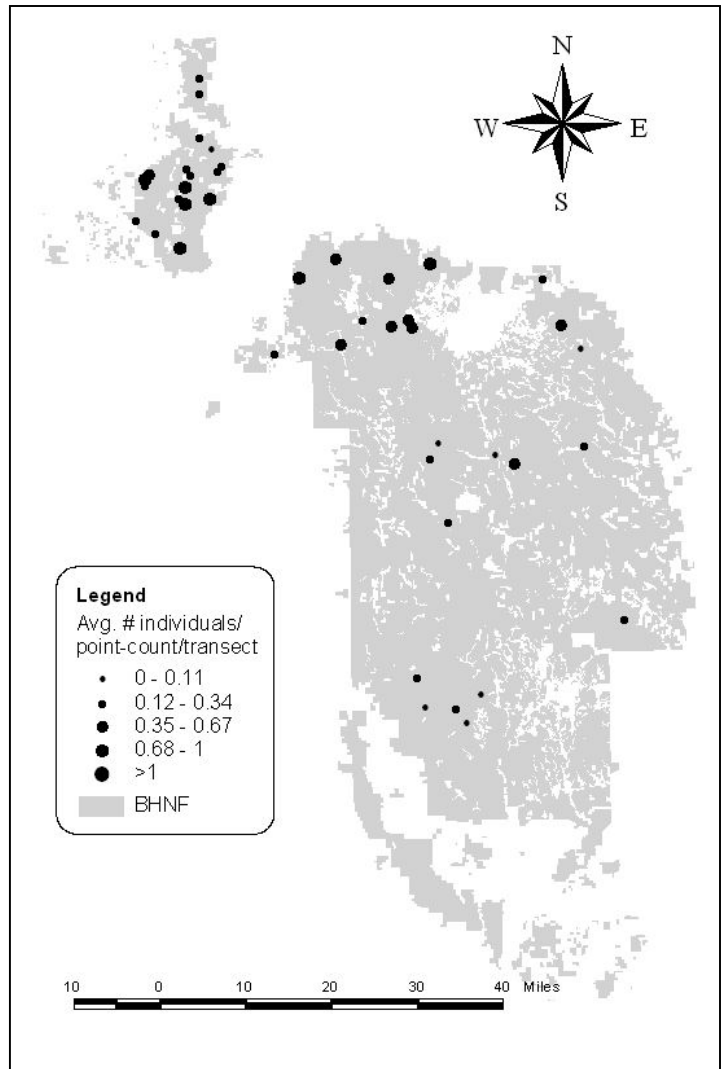 N
W E
S
Legend
Avg. # individuals/
point-count/transect
0 - 0.11
0.12 - 0.34
0.35 - 0.67
0.68 - 1
>1
BHNF
10 0 10 20 30 40 Miles